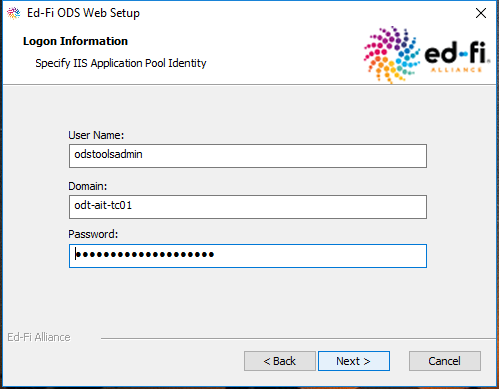 Ed-Fi ODS Web Setup
Logon Information
Specify IIS Application Pool Identity
ed-fi
ALLIANCE
User Name:
odstoolsadmin
Domain:
odt-ait-tc01
Password:
••••••••••••••••••••
Ed-Fi Alliance
< Back
Next >
Cancel